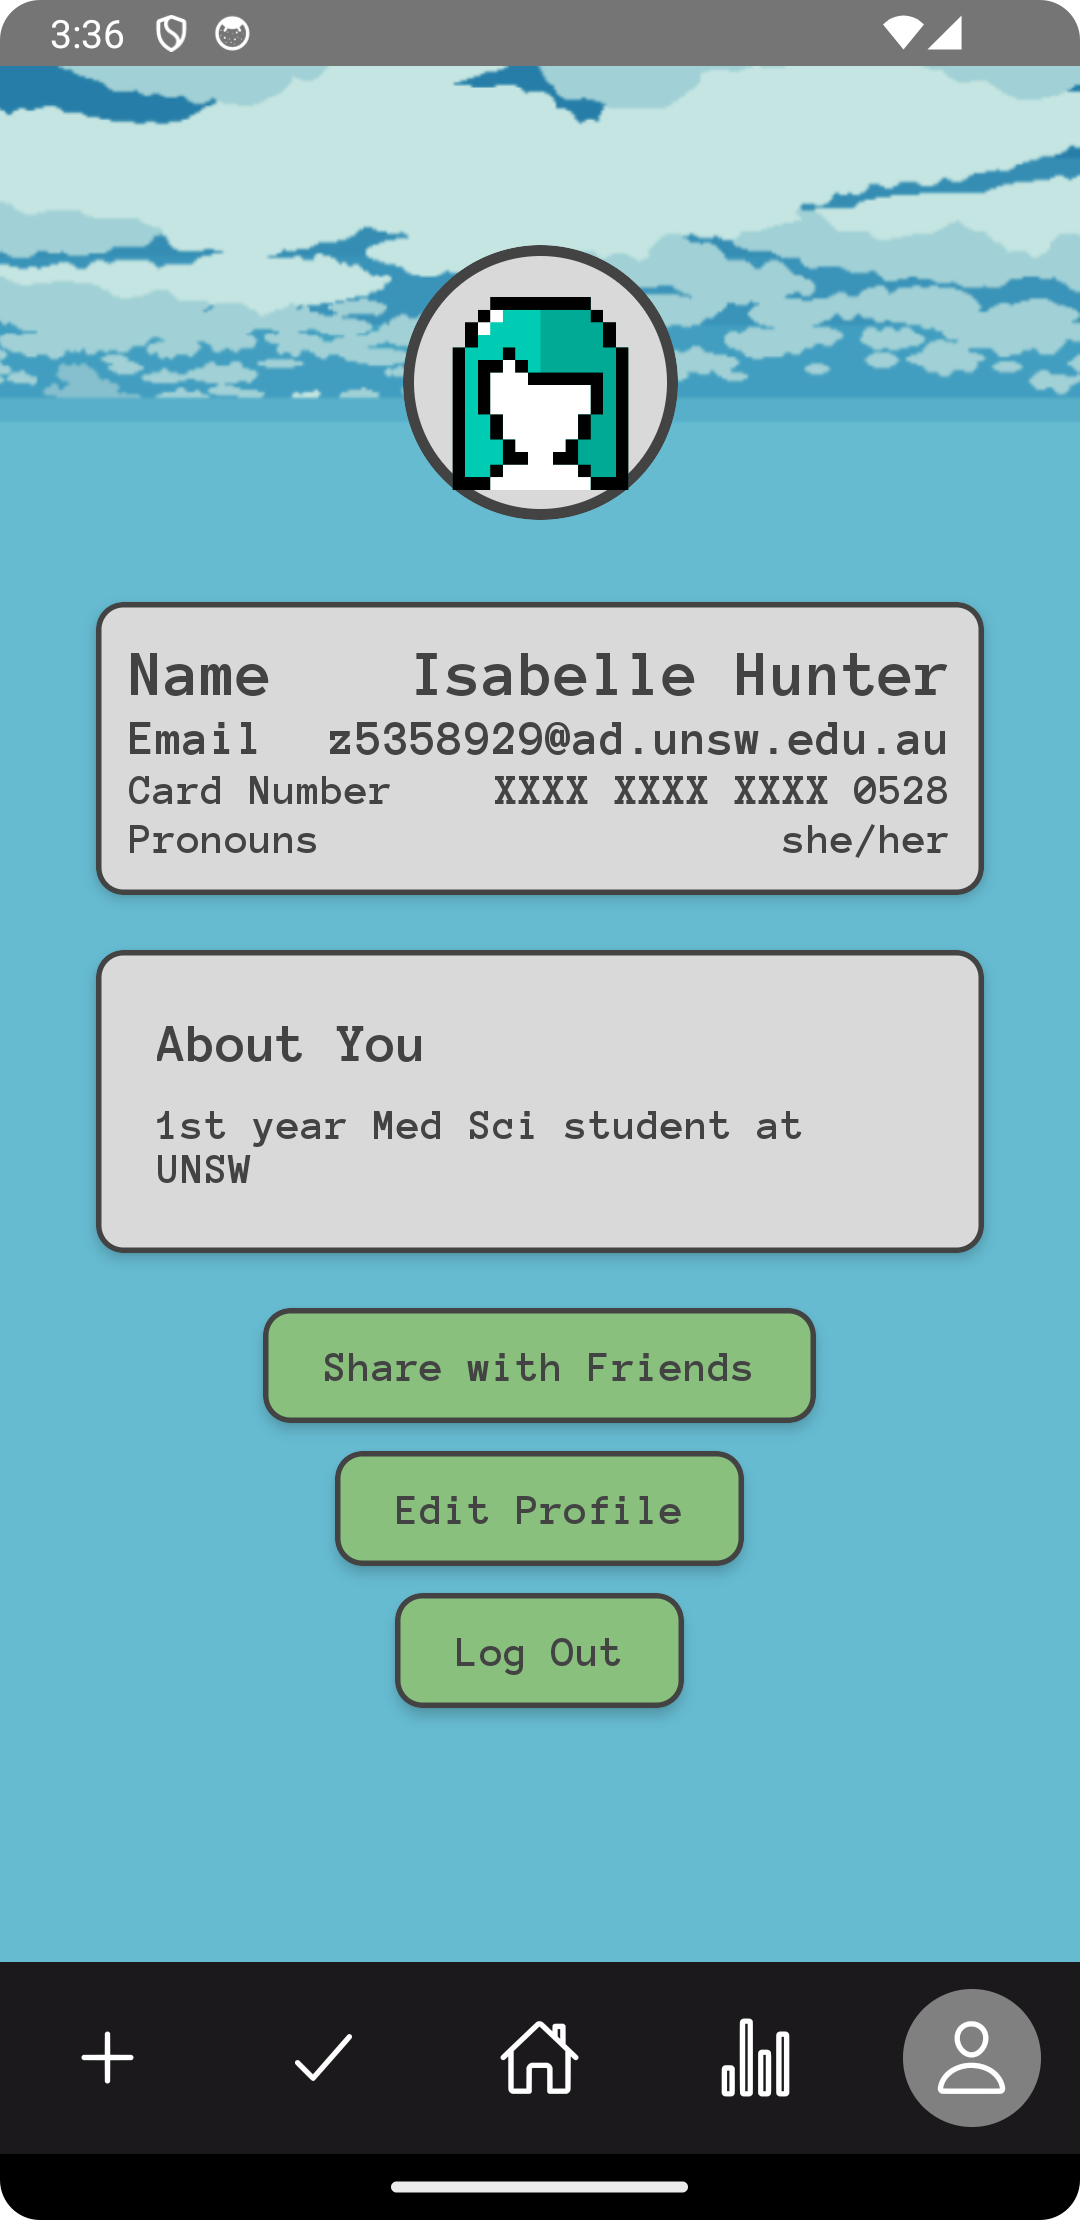 3:36
Name Isabelle Hunter
Email z5358929@ad.unsw.edu.au
Card Number XXXX XXXX XXXX 0528
Pronouns she/her
About You
1st year Med Sci student at
UNSW
Share with Friends
Edit Profile
Log Out